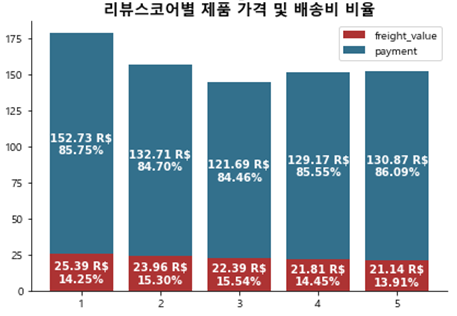 리뷰스코어별 제품 가격 및 배송비 비율
freight_value
payment
175
150
125
100
75
50
25
0
152.73 R$
85.75%
132.71 R$
84.70%
121.69 R$
84.46%
129.17 R$
85.55%
130.87 R$
86.09%
25.39 R$
14.25%
23.96 R$
15.30%
22.39 R$
15.54%
21.81 R$
14.45%
21.14 R$
13.91%
1 2 3 4 5